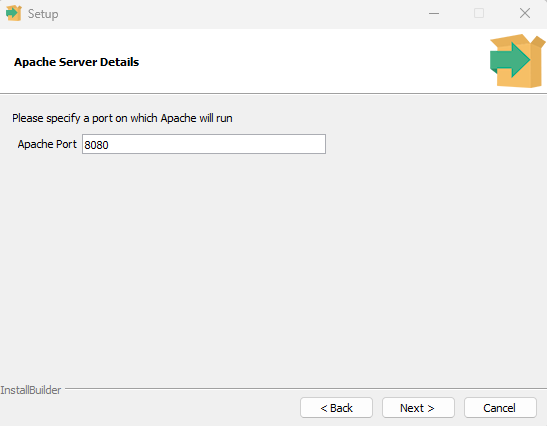 Setup
Apache Server Details
Please specify a port on which Apache will run
Apache Port 8080
InstallBuilder
< Back Next > Cancel